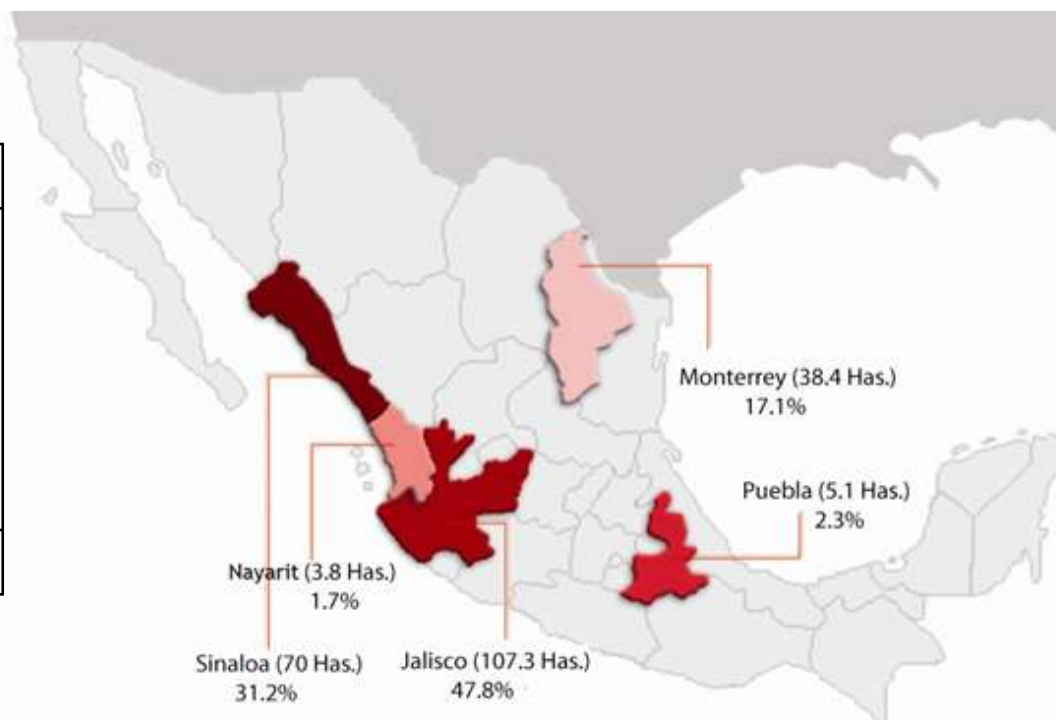 Monterrey (38.4 Has.)
17.1%
Puebla (5.1 Has.)
2.3%
Nayarit (3.8 Has.)
1.7%
Sinaloa (70 Has.)
31.2%
Jalisco (107.3 Has.)
47.8%